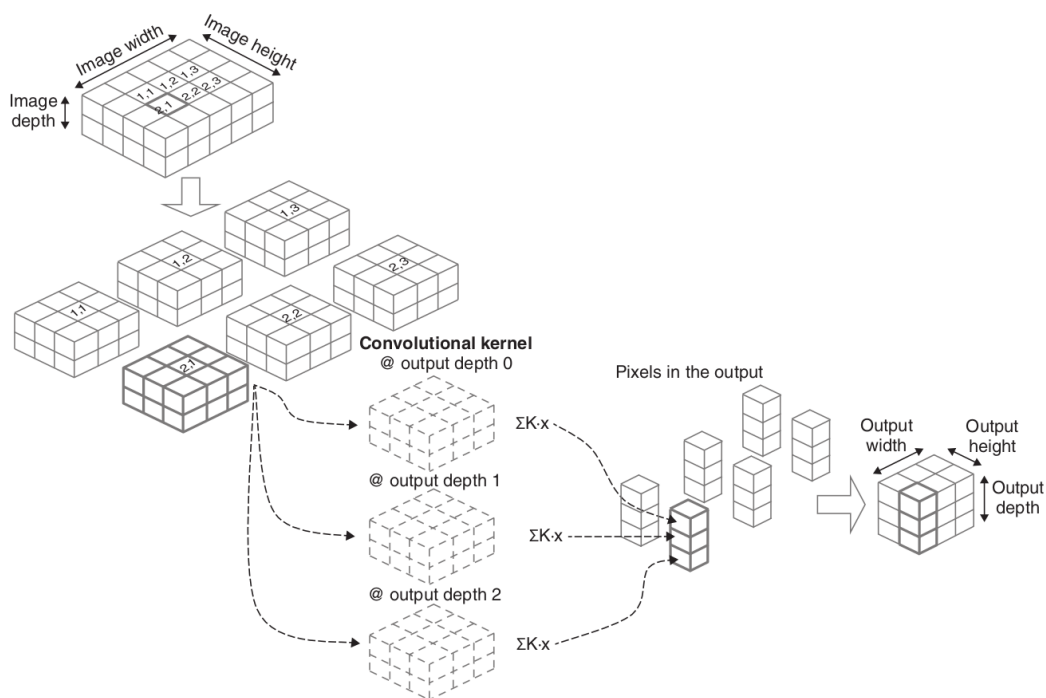 Image width
Image height
Image
depth
1,1
1,2
1,3
2,1
2,2
2,3
1,3
1,2
2,3
1,1
2,2
2,1
Convolutional kernel
@ output depth 0
ΣK·x
@ output depth 1
ΣK·x
@ output depth 2
ΣK·x
Pixels in the output
Output
width
Output
height
Output
depth